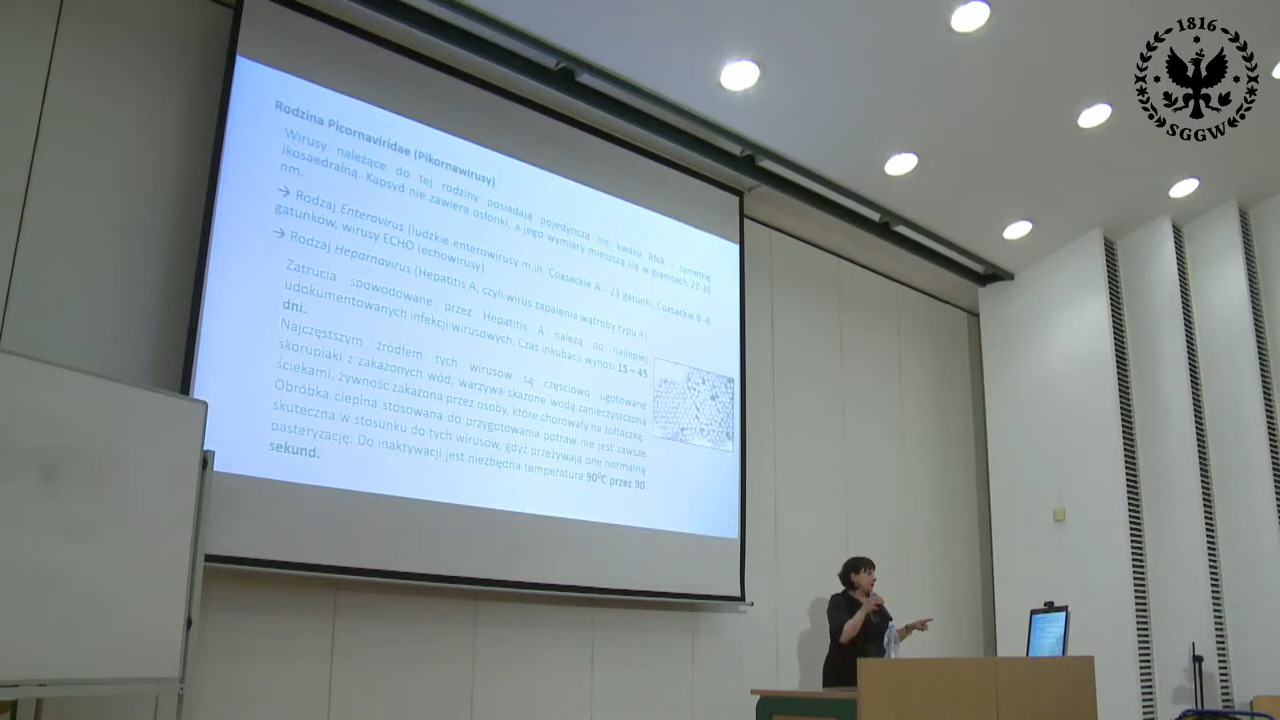 1816
SGGW
Rodzina Picornaviridae (Pikornawirusy)
Wirusy należące do tej rodziny posiadają pojedynczą nić kwasu RNA i symetrię
ikosaedralną. Kapsyd nie zawiera osłonki, a jego wymiary mieszczą się w granicach 22-30
nm.
→ Rodzaj Enterovirus (ludzkie enterowirusy m.in. Coxsackie A - 23 gatunki, Coxsackie B -6
gatunków, wirusy ECHO (echowirusy)
→ Rodzaj Heparnavirus (Hepatitis A, czyli wirus zapalenia wątroby typu A)
Zatrucia spowodowane przez Hepatitis A należą do najlepiej
udokumentowanych infekcji wirusowych. Czas inkubacji wynosi 15 – 45
dni.
Najczęstszym źródłem tych wirusów są częściowo ugotowane
skorupiaki z zakażonych wód, warzywa skażone wodą zanieczyszczoną
ściekami, żywność zakażona przez osoby, które chorowały na żółtaczkę.
Obróbka cieplna stosowana do przygotowania potraw nie jest zawsze
skuteczna w stosunku do tych wirusów, gdyż przeżywają one normalną
pasteryzację. Do inaktywacji jest niezbędna temperatura 90⁰C przez 90
sekund.